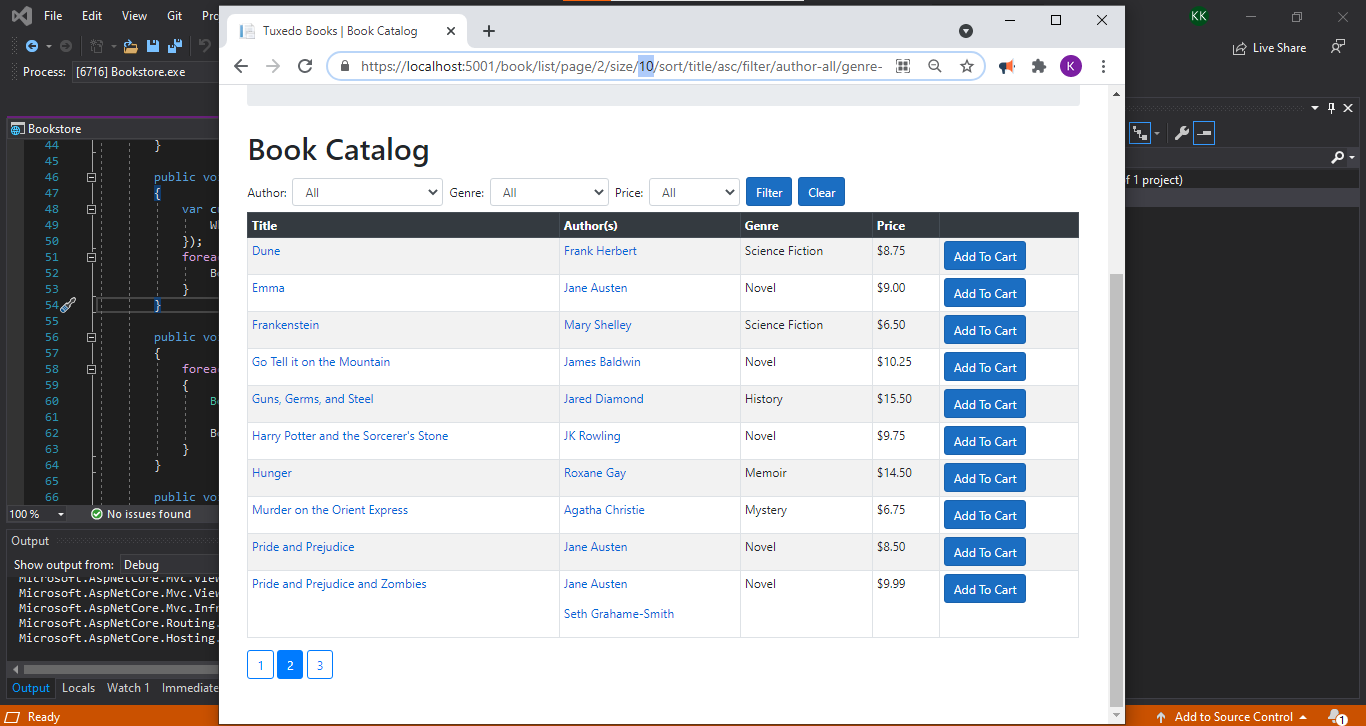 File Edit View Git Pro
KK
Live Share
Process: [6716] Bookstore.exe
Tuxedo Books | Book Catalog
https://localhost:5001/book/list/page/2/size/10/sort/title/asc/filter/author-all/genre-
K
Bookstore
44 }
45
46 public vo
47 {
48 var c
49 W
50 });
51 forea
52 B
53 }
54 }
55
56 public vo
57 {
58 forea
59 {
60 B
61
62 B
63 }
64 }
65
66 public vo
100 % No issues found
Output
Show output from: Debug
Microsoft.AspNetCore.Mvc.View
Microsoft.AspNetCore.Mvc.View
Microsoft.AspNetCore.Mvc.Infr
Microsoft.AspNetCore.Routing.
Microsoft.AspNetCore.Hosting.
Output Locals Watch 1 Immediate
Ready
Book Catalog
Author: All Genre: All Price: All Filter Clear
Title Author(s) Genre Price
Dune Frank Herbert Science Fiction $8.75 Add To Cart
Emma Jane Austen Novel $9.00 Add To Cart
Frankenstein Mary Shelley Science Fiction $6.50 Add To Cart
Go Tell it on the Mountain James Baldwin Novel $10.25 Add To Cart
Guns, Germs, and Steel Jared Diamond History $15.50 Add To Cart
Harry Potter and the Sorcerer's Stone JK Rowling Novel $9.75 Add To Cart
Hunger Roxane Gay Memoir $14.50 Add To Cart
Murder on the Orient Express Agatha Christie Mystery $6.75 Add To Cart
Pride and Prejudice Jane Austen Novel $8.50 Add To Cart
Pride and Prejudice and Zombies Jane Austen Novel $9.99 Add To Cart
Seth Grahame-Smith
1 2 3
f 1 project)
Add to Source Control 1